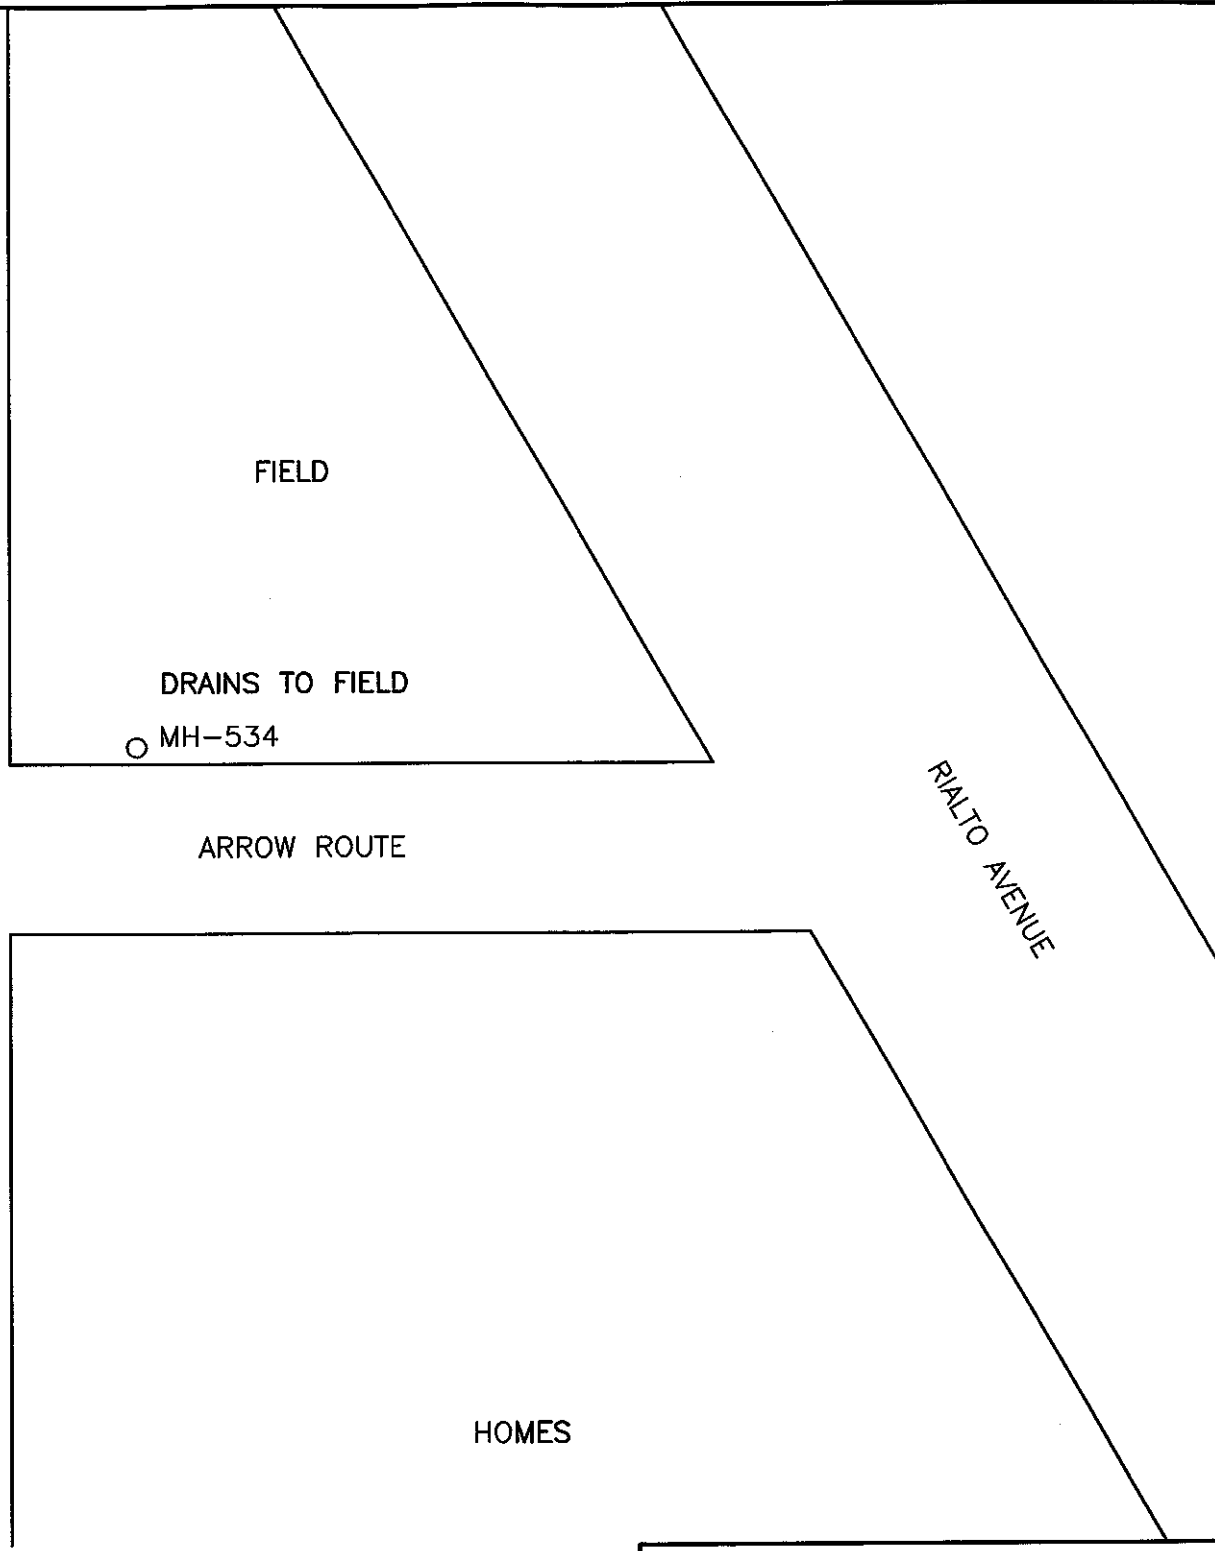 FIELD
DRAINS TO FIELD
MH-534
ARROW ROUTE
RIALTO AVENUE
HOMES